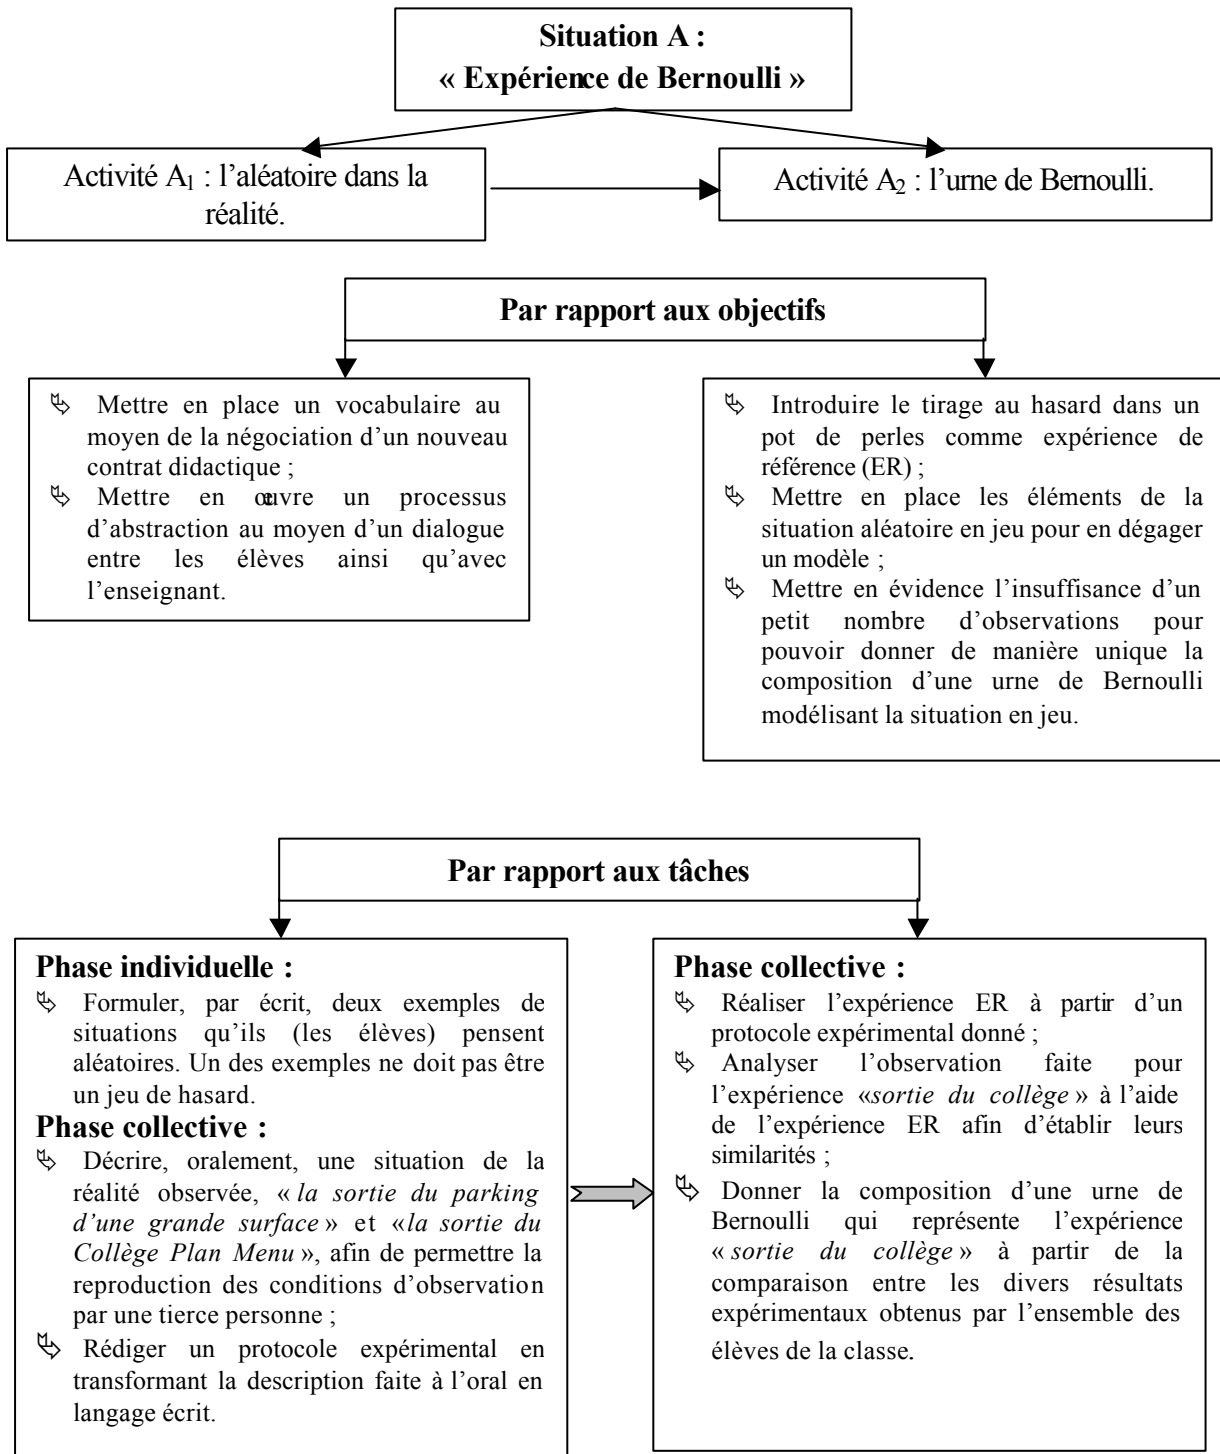 Situation A :
« Expérience de Bernoulli »
Activité A1 : l’aléatoire dans la
réalité.
Activité A2 : l’urne de Bernoulli.
Par rapport aux objectifs
Mettre en place un vocabulaire au
moyen de la négociation d’un nouveau
contrat didactique ;
Mettre en œuvre un processus
d’abstraction au moyen d’un dialogue
entre les élèves ainsi qu’avec
l’enseignant.
Introduire le tirage au hasard dans un
pot de perles comme expérience de
référence (ER) ;
Mettre en place les éléments de la
situation aléatoire en jeu pour en dégager
un modèle ;
Mettre en évidence l’insuffisance d’un
petit nombre d’observations pour
pouvoir donner de manière unique la
composition d’une urne de Bernoulli
modélisant la situation en jeu.
Par rapport aux tâches
Phase individuelle :
Formuler, par écrit, deux exemples de
situations qu’ils (les élèves) pensent
aléatoires. Un des exemples ne doit pas être
un jeu de hasard.
Phase collective :
Décrire, oralement, une situation de la
réalité observée, « la sortie du parking
d’une grande surface » et «la sortie du
Collège Plan Menu », afin de permettre la
reproduction des conditions d’observation
par une tierce personne ;
Rédiger un protocole expérimental en
transformant la description faite à l’oral en
langage écrit.
Phase collective :
Réaliser l’expérience ER à partir d’un
protocole expérimental donné ;
Analyser l’observation faite pour
l’expérience «sortie du collège » à l’aide
de l’expérience ER afin d’établir leurs
similarités ;
Donner la composition d’une urne de
Bernoulli qui représente l’expérience
« sortie du collège » à partir de la
comparaison entre les divers résultats
expérimentaux obtenus par l’ensemble des
élèves de la classe.